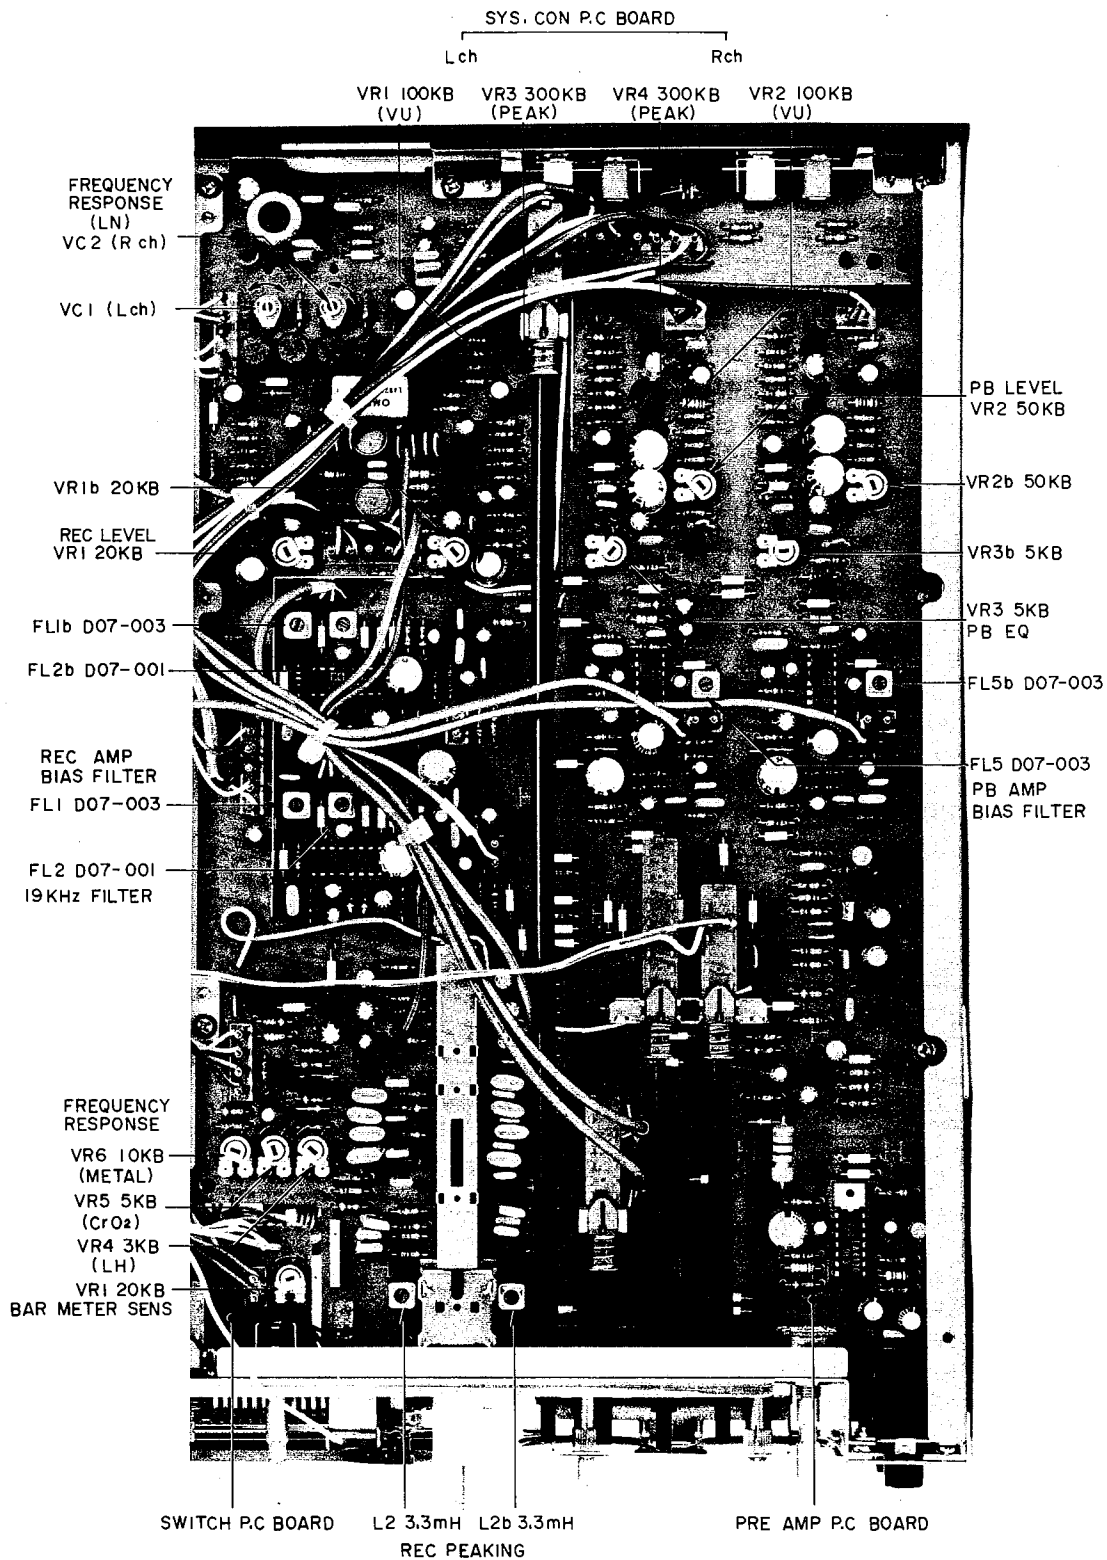 SYS. CON P.C BOARD
Lch Rch
VR1 100KB VR3 300KB VR4 300KB VR2 100KB
(VU) (PEAK) (PEAK) (VU)
FREQUENCY
RESPONSE
(LN)
VC2 (R ch)
VC1 (Lch)
PB LEVEL
VR2 50KB
VR1b 20KB
VR2b 50KB
REC LEVEL
VR1 20KB
VR3b 5KB
VR3 5KB
PB EQ
FL1b D07-003
FL2b D07-001
FL5b D07-003
REC AMP
BIAS FILTER
FL1 D07-003
FL5 D07-003
PB AMP
BIAS FILTER
FL2 D07-001
19KHz FILTER
FREQUENCY
RESPONSE
VR6 10KB
(METAL)
VR5 5KB
(CrO2)
VR4 3KB
(LH)
VR1 20KB
BAR METER SENS
SWITCH P.C BOARD L2 3.3mH L2b 3.3mH PRE AMP P.C BOARD
REC PEAKING